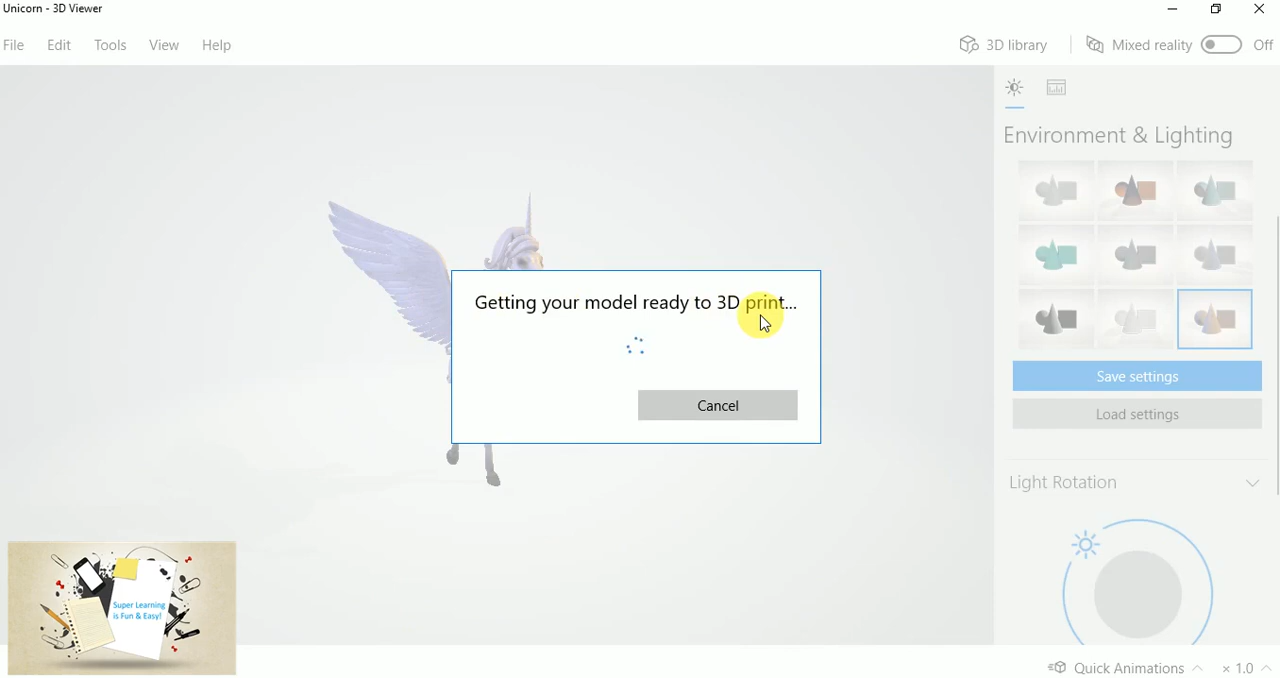 Unicorn - 3D Viewer
File Edit Tools View Help
3D library Mixed reality Off
Environment & Lighting
Getting your model ready to 3D print...
Cancel
Save settings
Load settings
Light Rotation
Super Learning
is Fun & Easy!
Quick Animations × 1.0